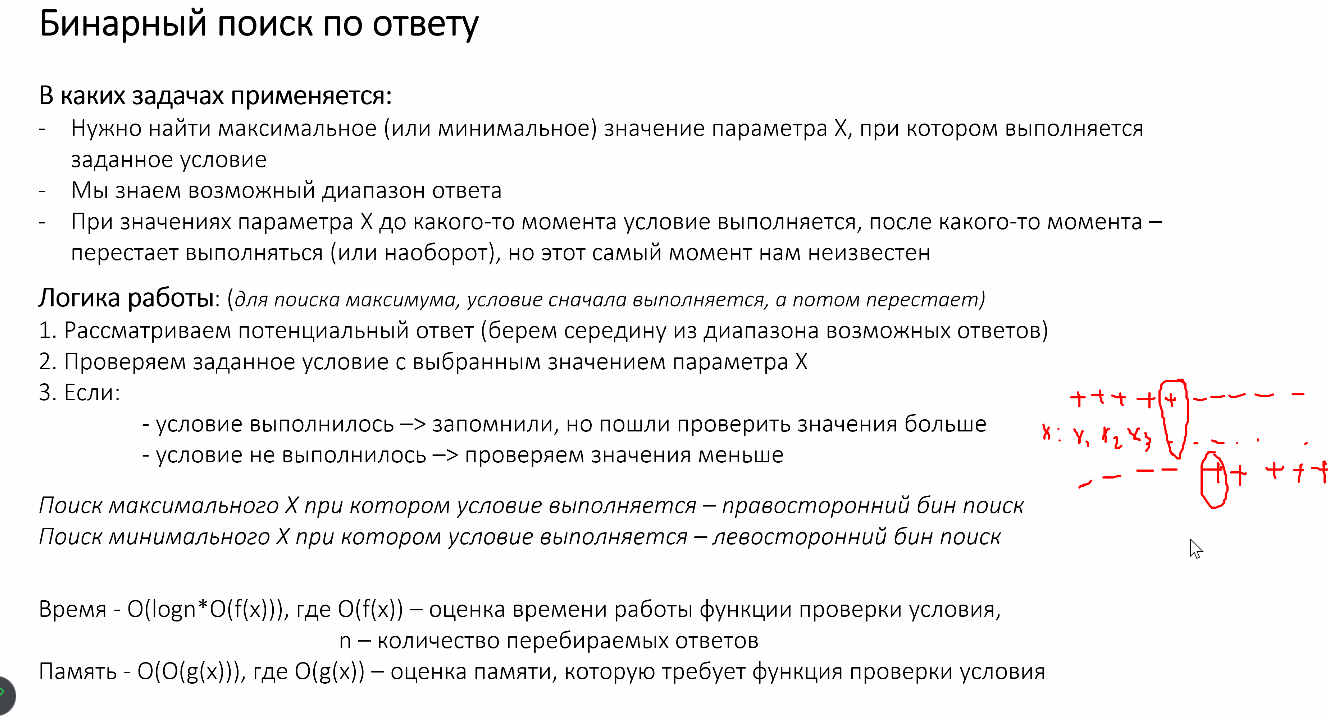 Бинарный поиск по ответу
В каких задачах применяется:
- Нужно найти максимальное (или минимальное) значение параметра X, при котором выполняется
заданное условие
- Мы знаем возможный диапазон ответа
- При значениях параметра X до какого-то момента условие выполняется, после какого-то момента –
перестает выполняться (или наоборот), но этот самый момент нам неизвестен
Логика работы: (для поиска максимума, условие сначала выполняется, а потом перестает)
1. Рассматриваем потенциальный ответ (берем середину из диапазона возможных ответов)
2. Проверяем заданное условие с выбранным значением параметра X
3. Если:
- условие выполнилось –> запомнили, но пошли проверить значения больше
- условие не выполнилось –> проверяем значения меньше
+ + + + + – – – – –
x: x₁ x₂ x₃ . . . . .
– – – – + + + + +
Поиск максимального X при котором условие выполняется – правосторонний бин поиск
Поиск минимального X при котором условие выполняется – левосторонний бин поиск
Время - O(logn*O(f(x))), где O(f(x)) – оценка времени работы функции проверки условия,
n – количество перебираемых ответов
Память - O(O(g(x))), где O(g(x)) – оценка памяти, которую требует функция проверки условия